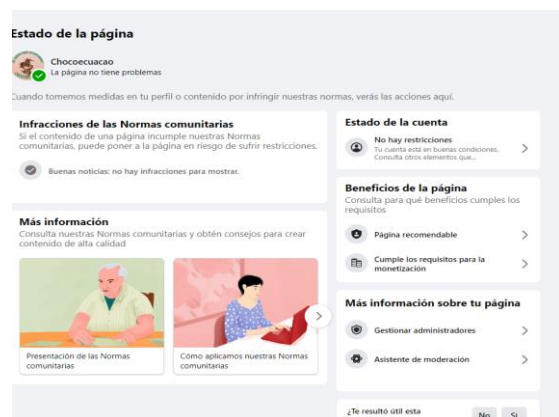 Estado de la página
Chocoecuacao
La página no tiene problemas
Cuando tomemos medidas en tu perfil o contenido por infringir nuestras normas, verás las acciones aquí.
Infracciones de las Normas comunitarias
Si el contenido de una página incumple nuestras Normas
comunitarias, puede poner a la página en riesgo de sufrir restricciones.
Buenas noticias: no hay infracciones para mostrar.
Más información
Consulta nuestras Normas comunitarias y obtén consejos para crear
contenido de alta calidad
Presentación de las Normas
comunitarias
Cómo aplicamos nuestras Normas
comunitarias
Estado de la cuenta
No hay restricciones
Tu cuenta está en buenas condiciones.
Consulta otros elementos que...
Beneficios de la página
Consulta para qué beneficios cumples los
requisitos
Página recomendable
Cumple los requisitos para la
monetización
Más información sobre tu página
Gestionar administradores
Asistente de moderación
¿Te resultó útil esta
No
Sí